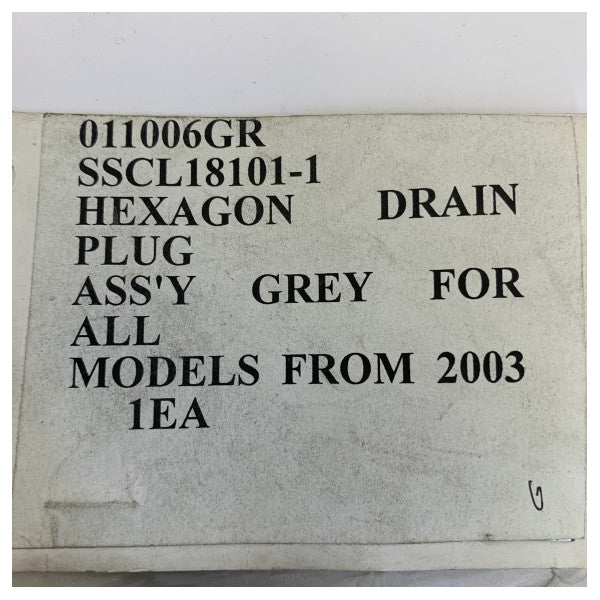 011006GR
SSCL18101-1
HEXAGON DRAIN
PLUG
ASS'Y GREY FOR
ALL
MODELS FROM 2003
1EA